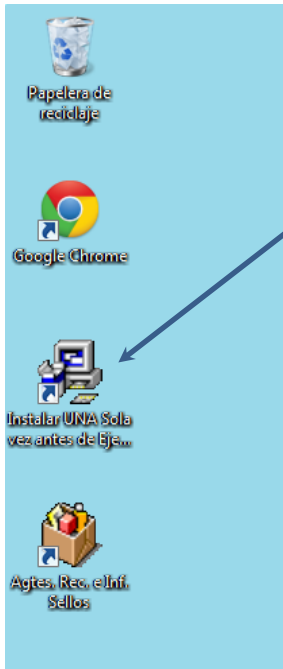 Papelera de
reciclaje
Google Chrome
Instalar UNA Sola
vez antes de Eje...
Agtes. Rec. e Inf.
Sellos